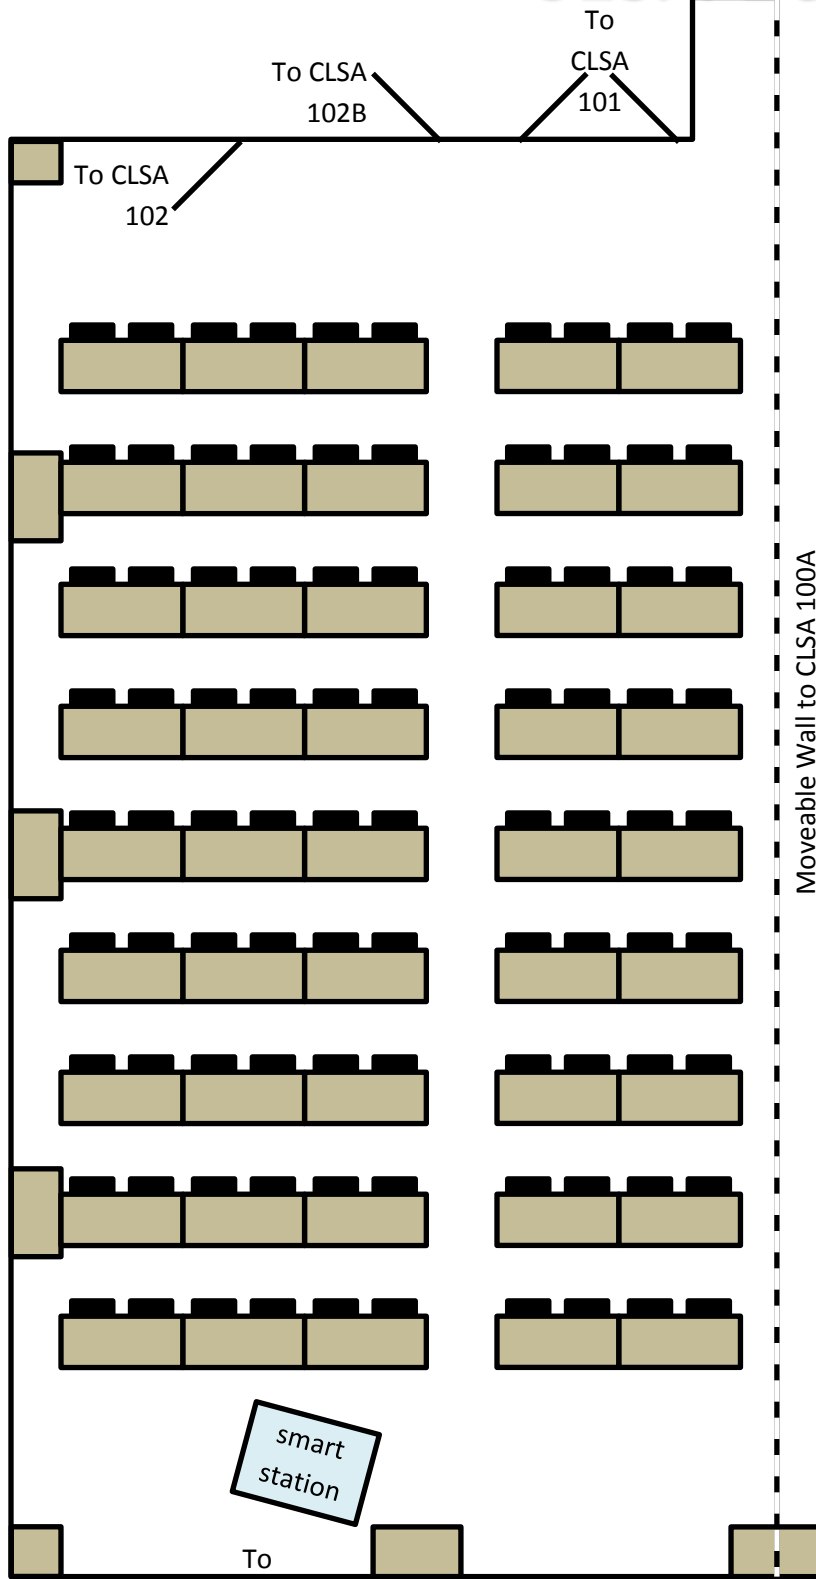 To
CLSA
101
To CLSA
102B
To CLSA
102
Moveable Wall to CLSA 100A
smart
station
To